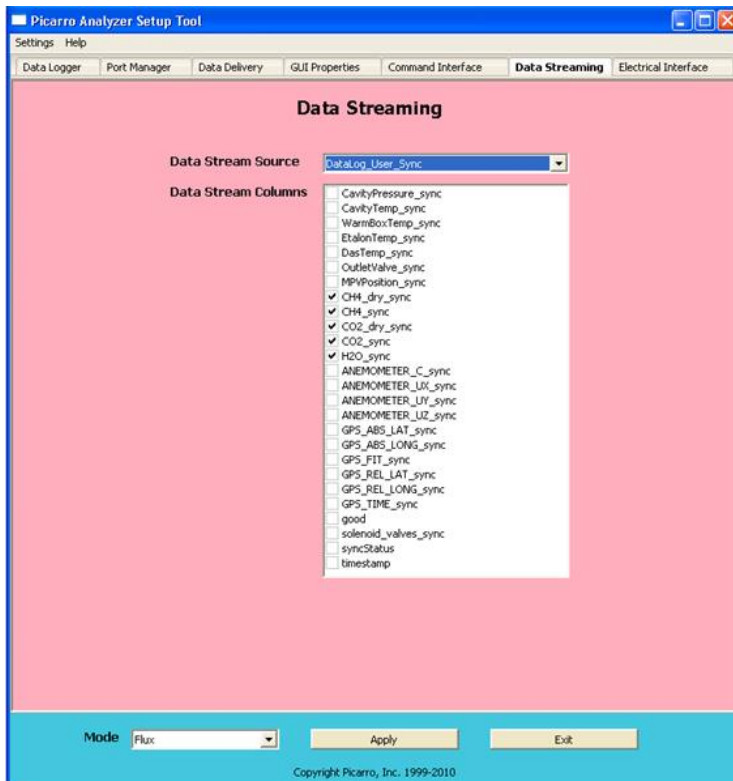 Picarro Analyzer Setup Tool
Settings Help
Data Logger Port Manager Data Delivery GUI Properties Command Interface Data Streaming Electrical Interface
Data Streaming
Data Stream Source DataLog_User_Sync
Data Stream Columns
CavityPressure_sync
CavityTemp_sync
WarmBoxTemp_sync
EtalonTemp_sync
DasTemp_sync
OutletValve_sync
MPVPosition_sync
CH4_dry_sync
CH4_sync
CO2_dry_sync
CO2_sync
H2O_sync
ANEMOMETER_C_sync
ANEMOMETER_UX_sync
ANEMOMETER_UY_sync
ANEMOMETER_UZ_sync
GPS_ABS_LAT_sync
GPS_ABS_LONG_sync
GPS_FIT_sync
GPS_REL_LAT_sync
GPS_REL_LONG_sync
GPS_TIME_sync
good
solenoid_valves_sync
syncStatus
timestamp
Mode Flux Apply Exit
Copyright Picarro, Inc. 1999-2010